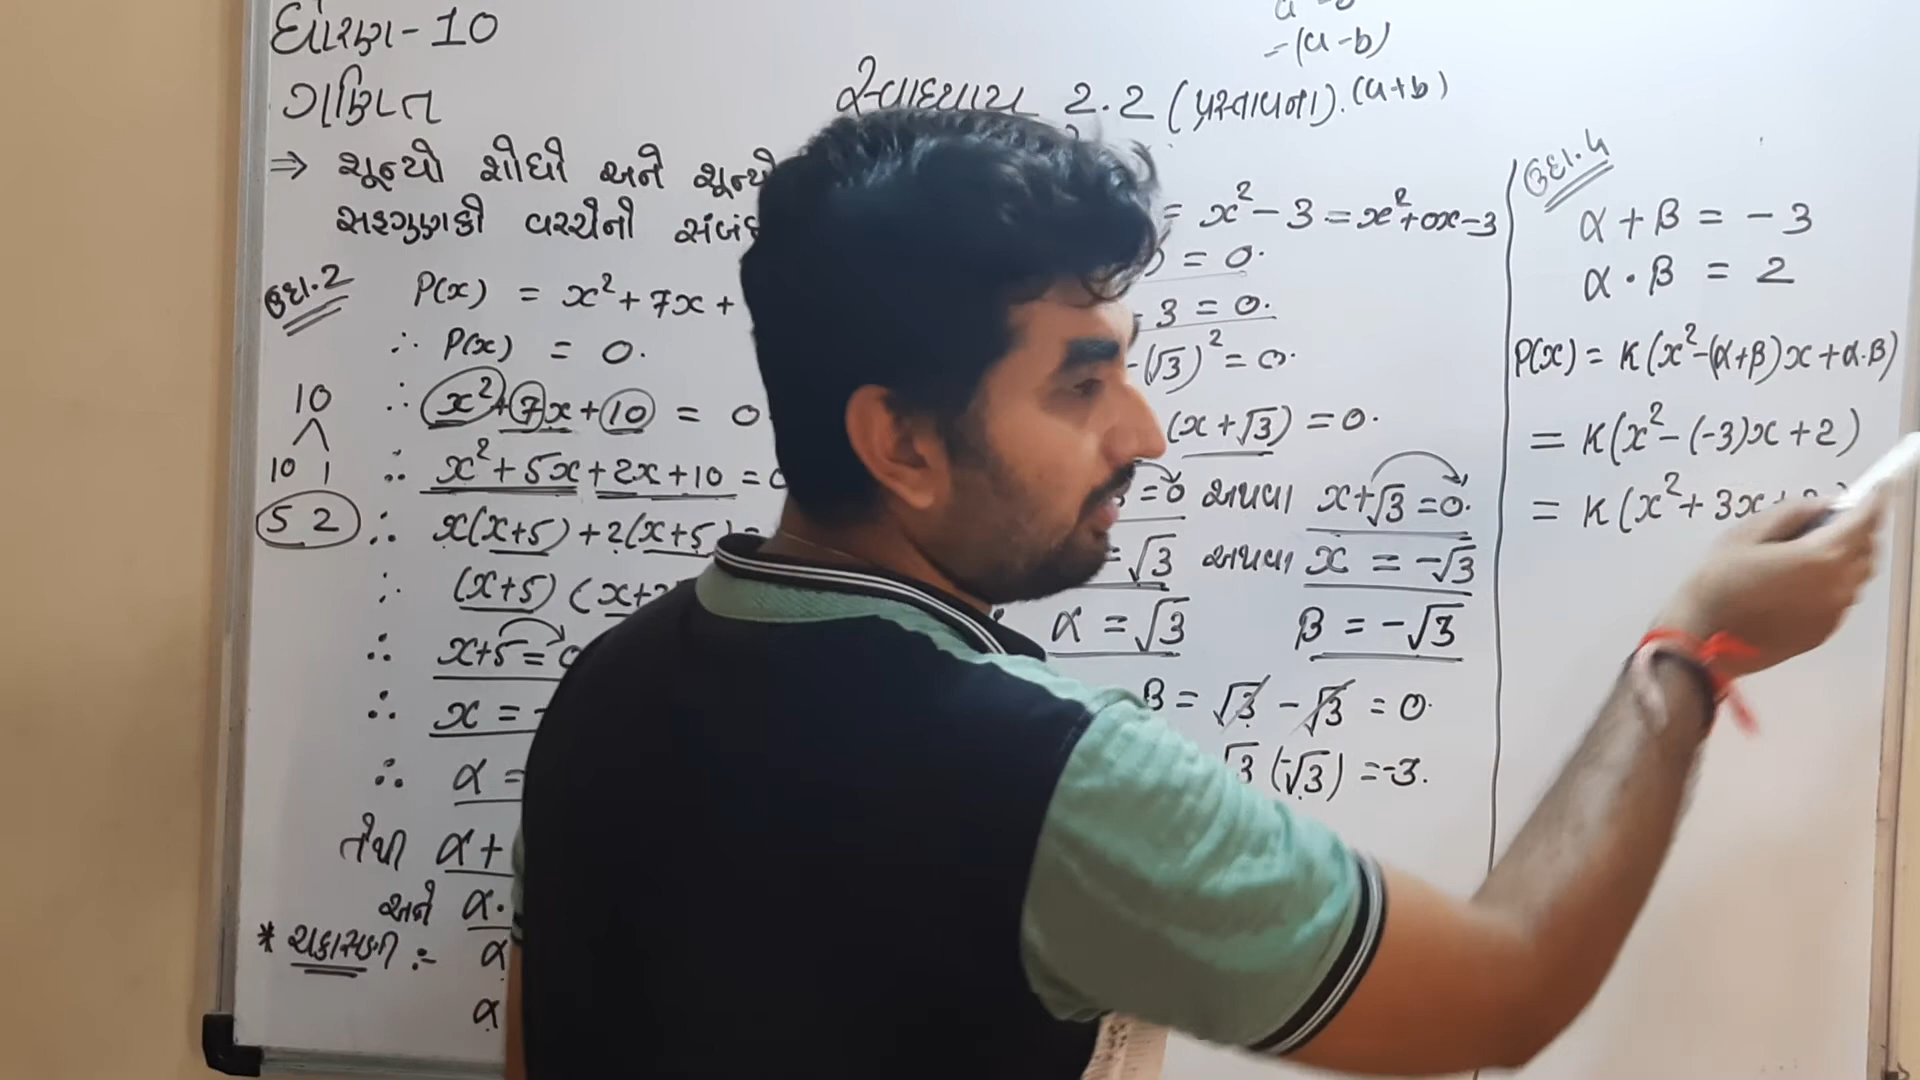 ધોરણ-10
ગણિત
= (a-b)
(a+b)
સ્વાધ્યાય 2.2 (પ્રસ્તાવના).
⇒ શૂન્યો શોધો અને
સહગુણકો વચ્ચેનો
ઉદા.2 P(x) = x² + 7x +
∴ P(x) = 0.
∴ x² + 7x + 10 = 0
10
10 1
5 2
∴ x² + 5x + 2x + 10 =
∴ x(x+5) + 2(x+5)
∴ (x+5) (x+
∴ x+5 = 0
∴ x = -
∴ α =
તેથી α +
અને α.
* ચકાસણી :- α
α
= x² - 3 = x² + 0x - 3
= 0.
- 3 = 0.
- (√3)² = 0.
(x + √3) = 0.
= 0 અથવા x + √3 = 0.
= √3 અથવા x = -√3
α = √3 β = -√3
β = √3 - √3 = 0.
√3 (-√3) = -3.
ઉદા.4
α + β = -3
α · β = 2
P(x) = K(x² - (α+β)x + α.β)
= K(x² - (-3)x + 2)
= K(x² + 3x +